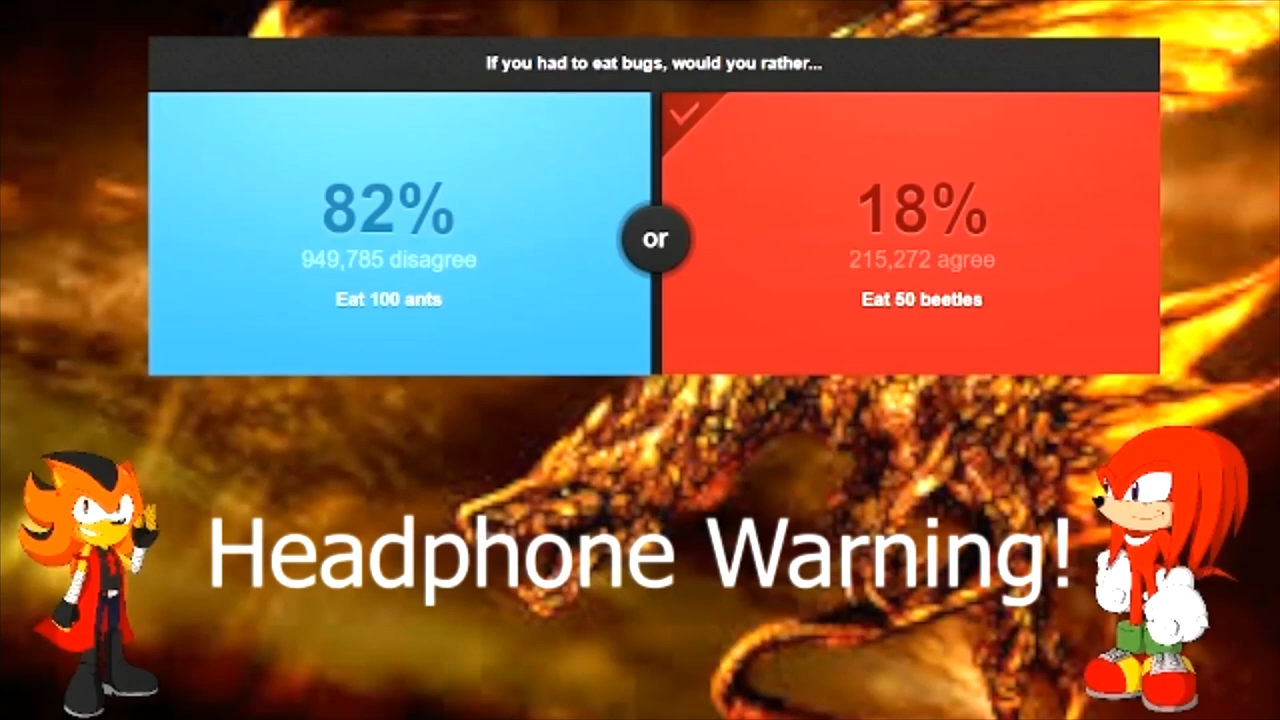 If you had to eat bugs, would you rather...
82%
949,785 disagree
Eat 100 ants
or
18%
215,272 agree
Eat 50 beetles
Headphone Warning!